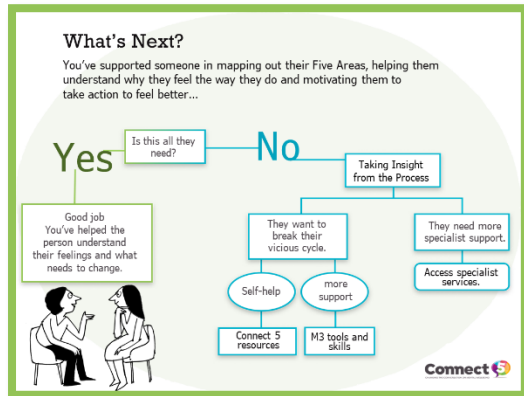 What's Next?
You've supported someone in mapping out their Five Areas, helping them
understand why they feel the way they do and motivating them to
take action to feel better...
Yes
Is this all they
need?
No
Taking Insight
from the Process
Good job
You've helped the
person understand
their feelings and what
needs to change.
They want to
break their
vicious cycle.
They need more
specialist support.
Self-help
more
support
Access specialist
services.
Connect 5
resources
M3 tools and
skills
Connect 5